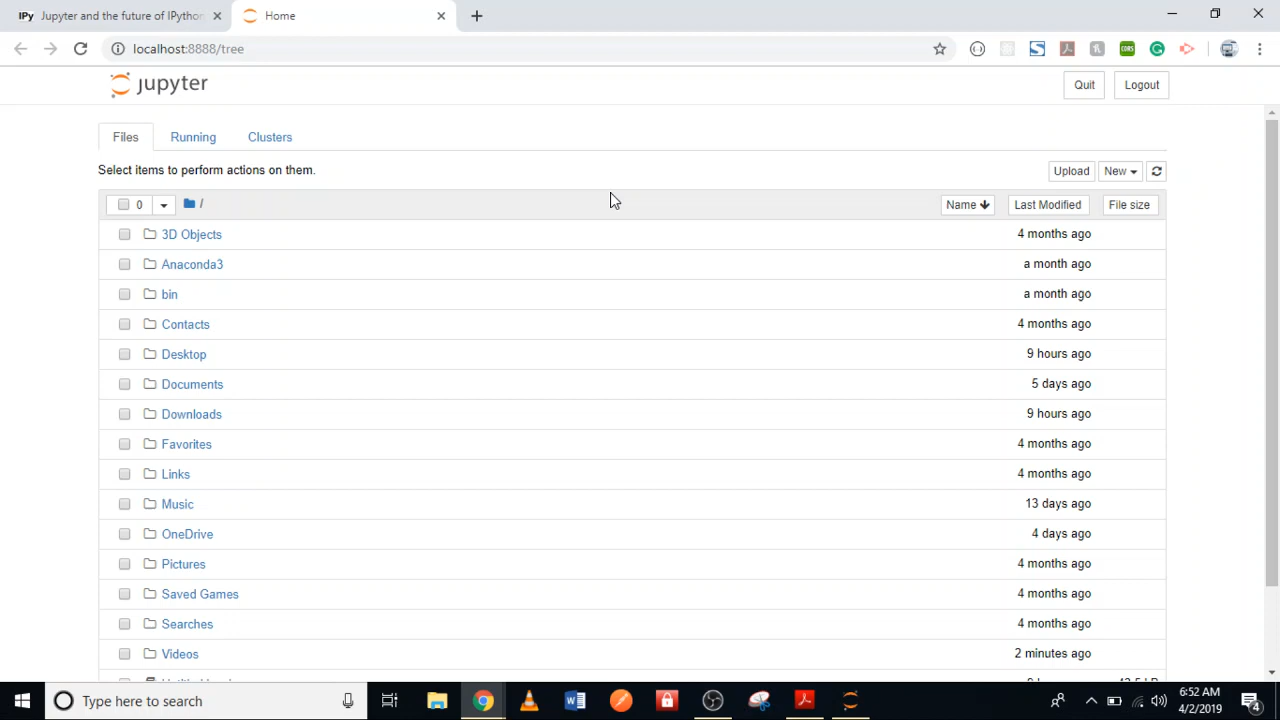 IPy Jupyter and the future of IPython
Home
localhost:8888/tree
CORS
jupyter
Quit
Logout
Files
Running
Clusters
Select items to perform actions on them.
Upload
New
0
/
Name
Last Modified
File size
3D Objects 4 months ago
Anaconda3 a month ago
bin a month ago
Contacts 4 months ago
Desktop 9 hours ago
Documents 5 days ago
Downloads 9 hours ago
Favorites 4 months ago
Links 4 months ago
Music 13 days ago
OneDrive 4 days ago
Pictures 4 months ago
Saved Games 4 months ago
Searches 4 months ago
Videos 2 minutes ago
Type here to search
6:52 AM
4/2/2019
4